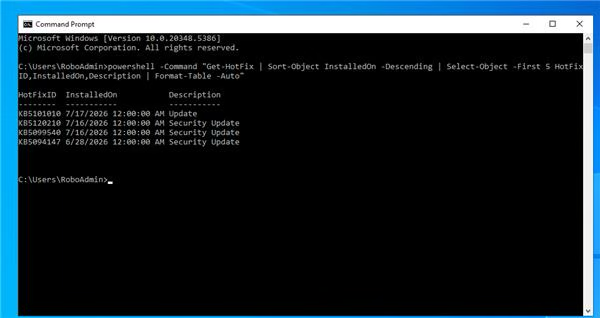 Command Prompt
Microsoft Windows [Version 10.0.20348.5386]
(c) Microsoft Corporation. All rights reserved.
C:\Users\RoboAdmin>powershell -Command "Get-HotFix | Sort-Object InstalledOn -Descending | Select-Object -First 5 HotFix
ID,InstalledOn,Description | Format-Table -Auto"
HotFixID  InstalledOn           Description
--------  -----------           -----------
KB5101010 7/17/2026 12:00:00 AM Update
KB5120210 7/16/2026 12:00:00 AM Security Update
KB5099540 7/16/2026 12:00:00 AM Security Update
KB5094147 6/28/2026 12:00:00 AM Security Update
C:\Users\RoboAdmin>